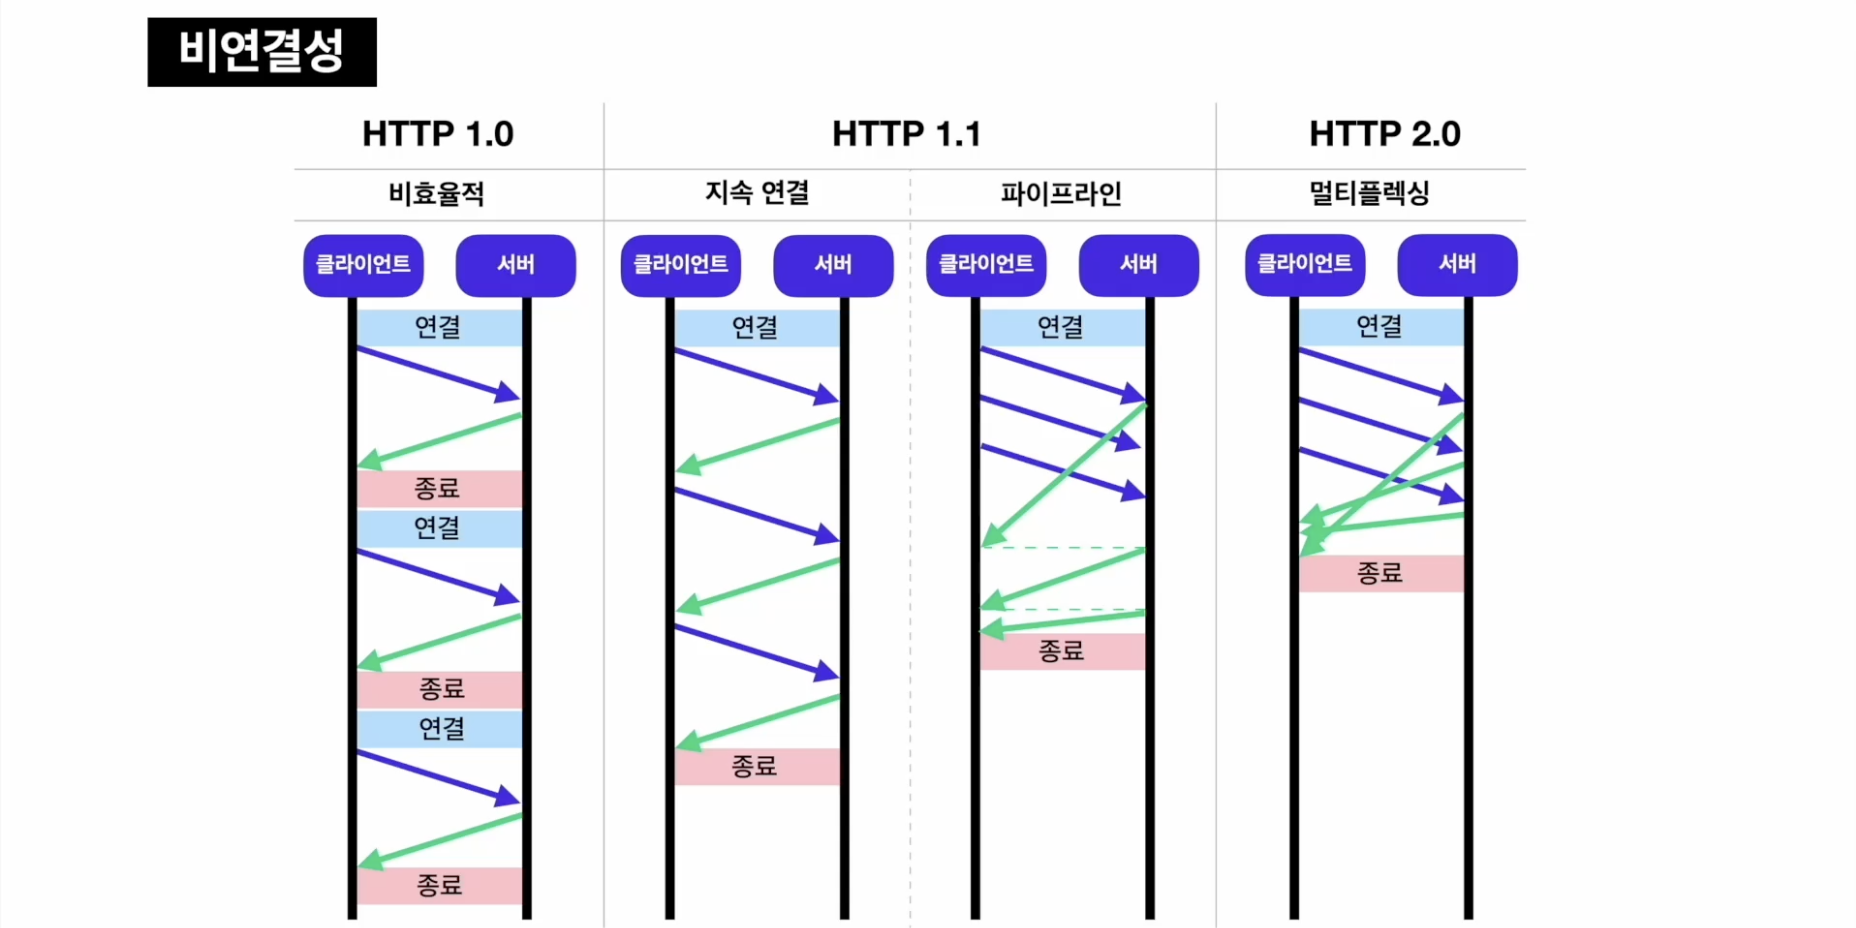 비연결성
HTTP 1.0
HTTP 1.1
HTTP 2.0
비효율적
지속 연결
파이프라인
멀티플렉싱
클라이언트
서버
클라이언트
서버
클라이언트
서버
클라이언트
서버
연결
종료
연결
종료
연결
종료
연결
종료
연결
종료
연결
종료